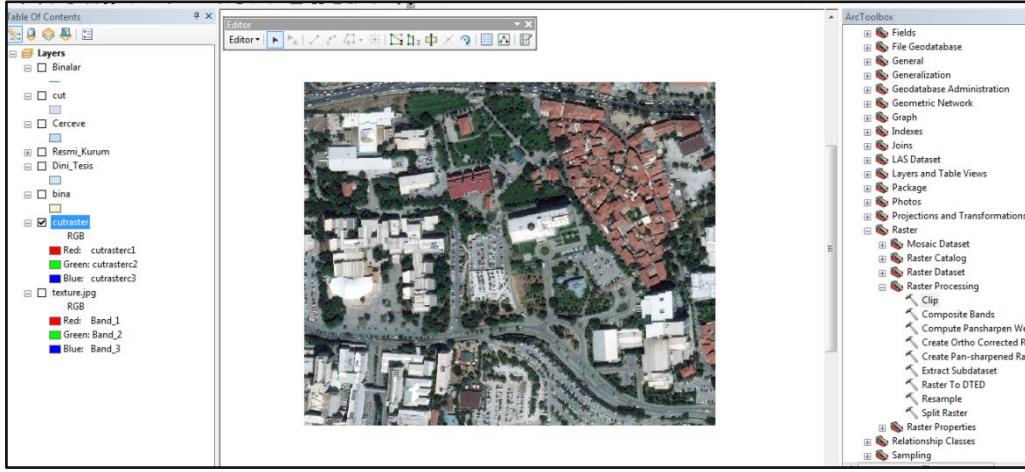 Table Of Contents
Layers
Binalar
cut
Cerceve
Resmi_Kurum
Dini_Tesis
bina
cutraster
RGB
Red: cutrasterc1
Green: cutrasterc2
Blue: cutrasterc3
texture.jpg
RGB
Red: Band_1
Green: Band_2
Blue: Band_3
Editor
Editor
ArcToolbox
Fields
File Geodatabase
General
Generalization
Geodatabase Administration
Geometric Network
Graph
Indexes
Joins
LAS Dataset
Layers and Table Views
Package
Photos
Projections and Transformations
Raster
Mosaic Dataset
Raster Catalog
Raster Dataset
Raster Processing
Clip
Composite Bands
Compute Pansharpen We
Create Ortho Corrected R
Create Pan-sharpened Ra
Extract Subdataset
Raster To DTED
Resample
Split Raster
Raster Properties
Relationship Classes
Sampling